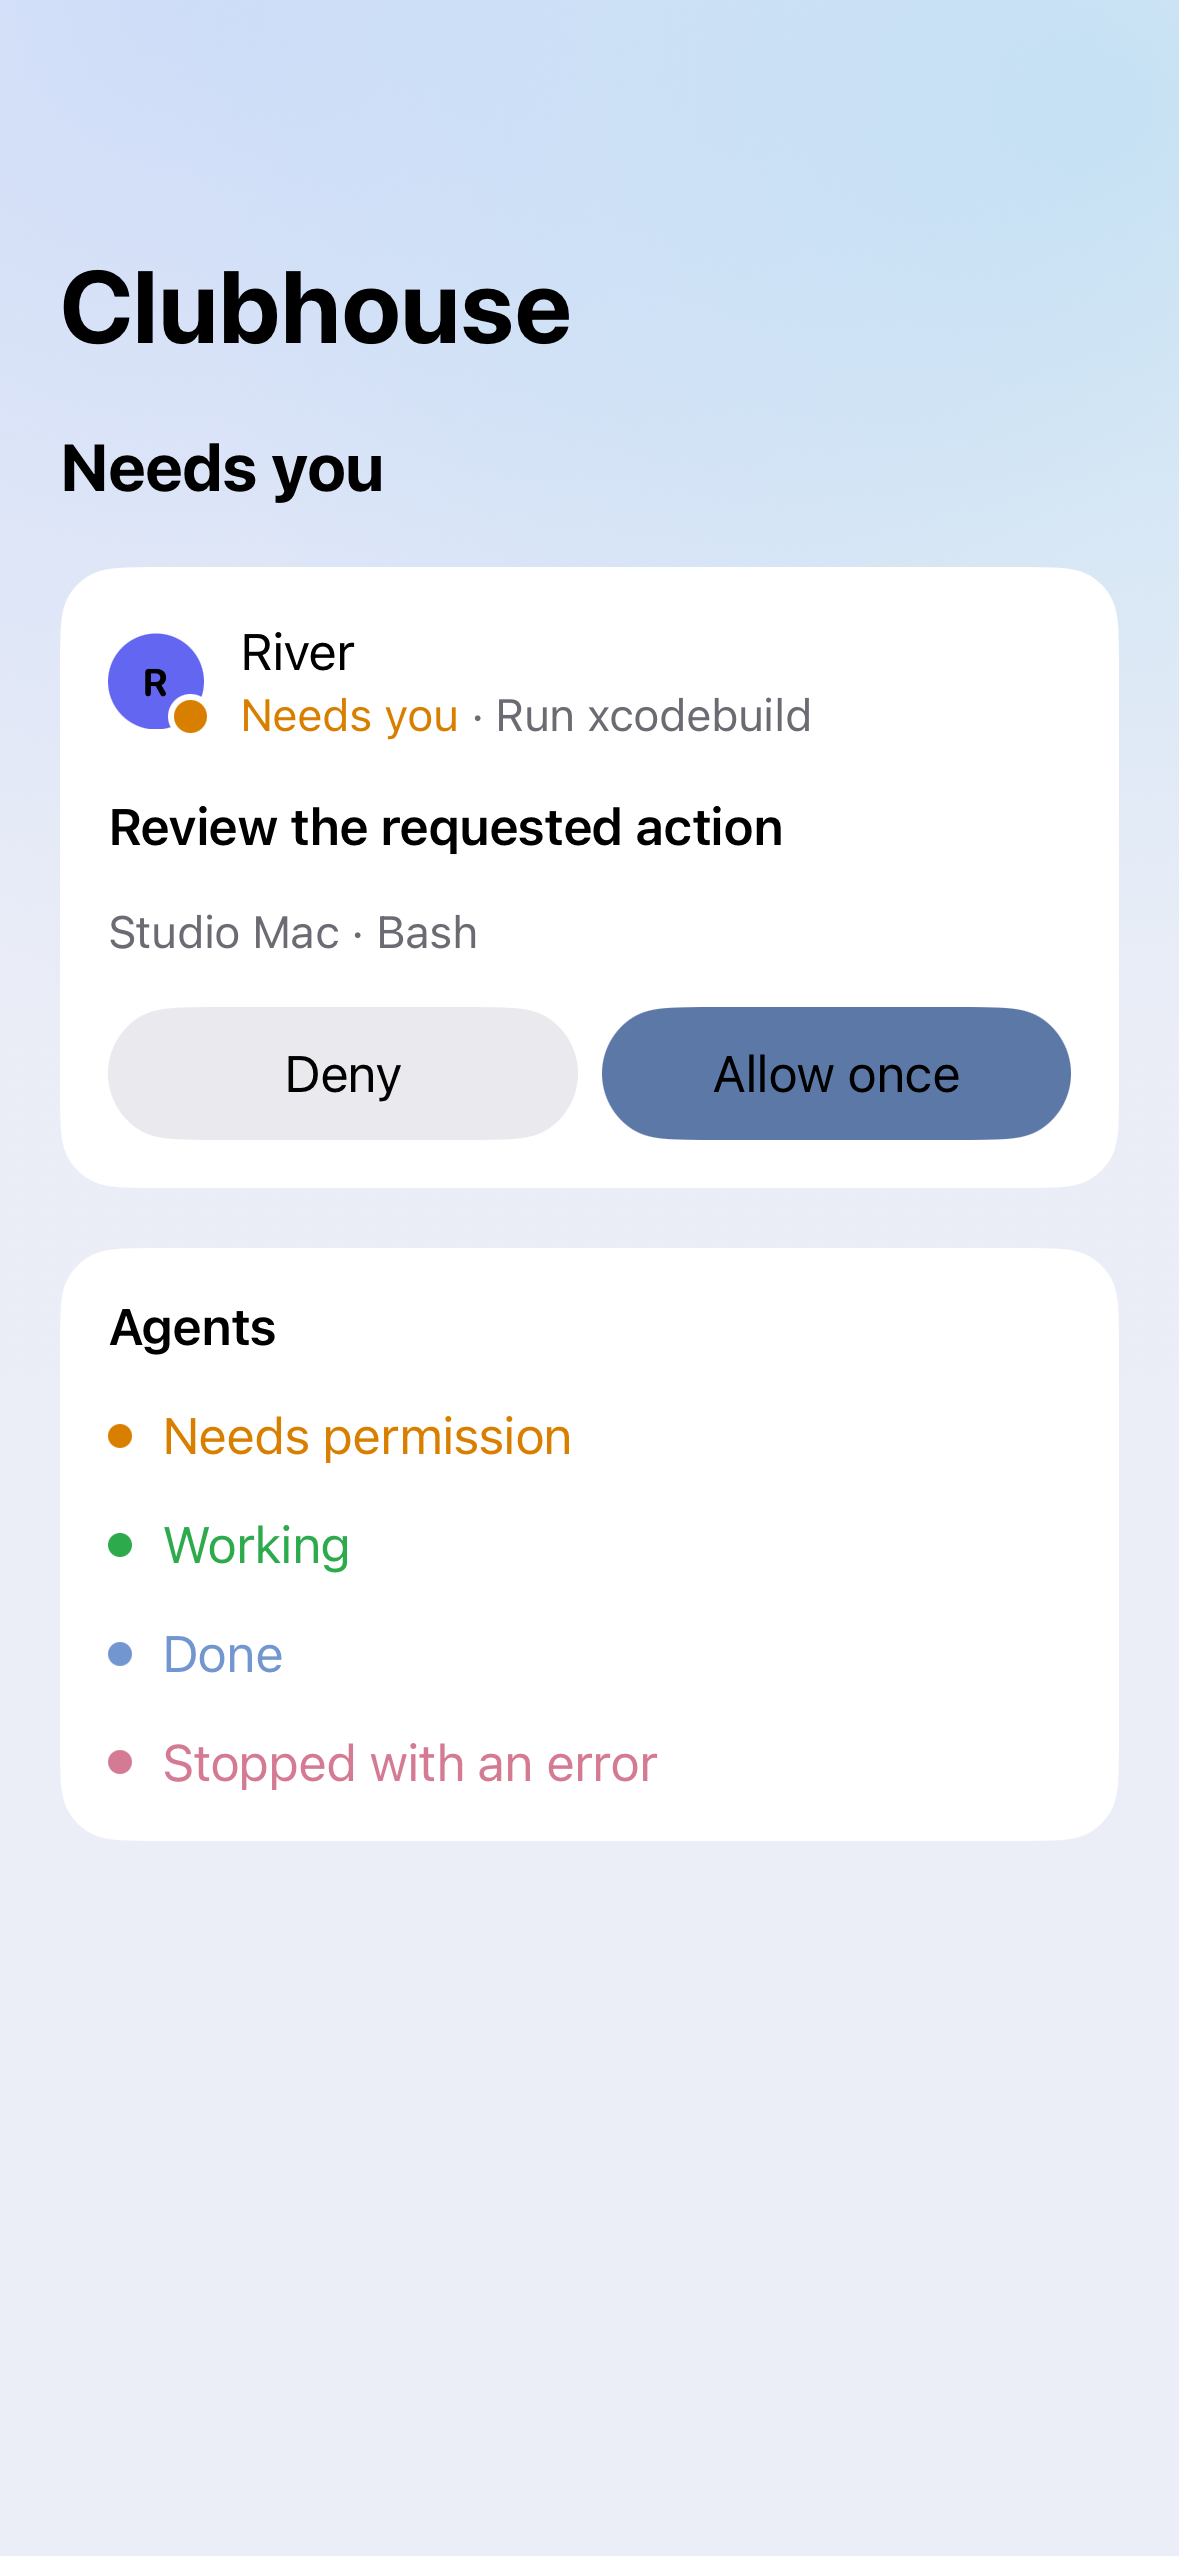 Clubhouse
Needs you
R
River
Needs you · Run xcodebuild
Review the requested action
Studio Mac · Bash
Deny
Allow once
Agents
Needs permission
Working
Done
Stopped with an error